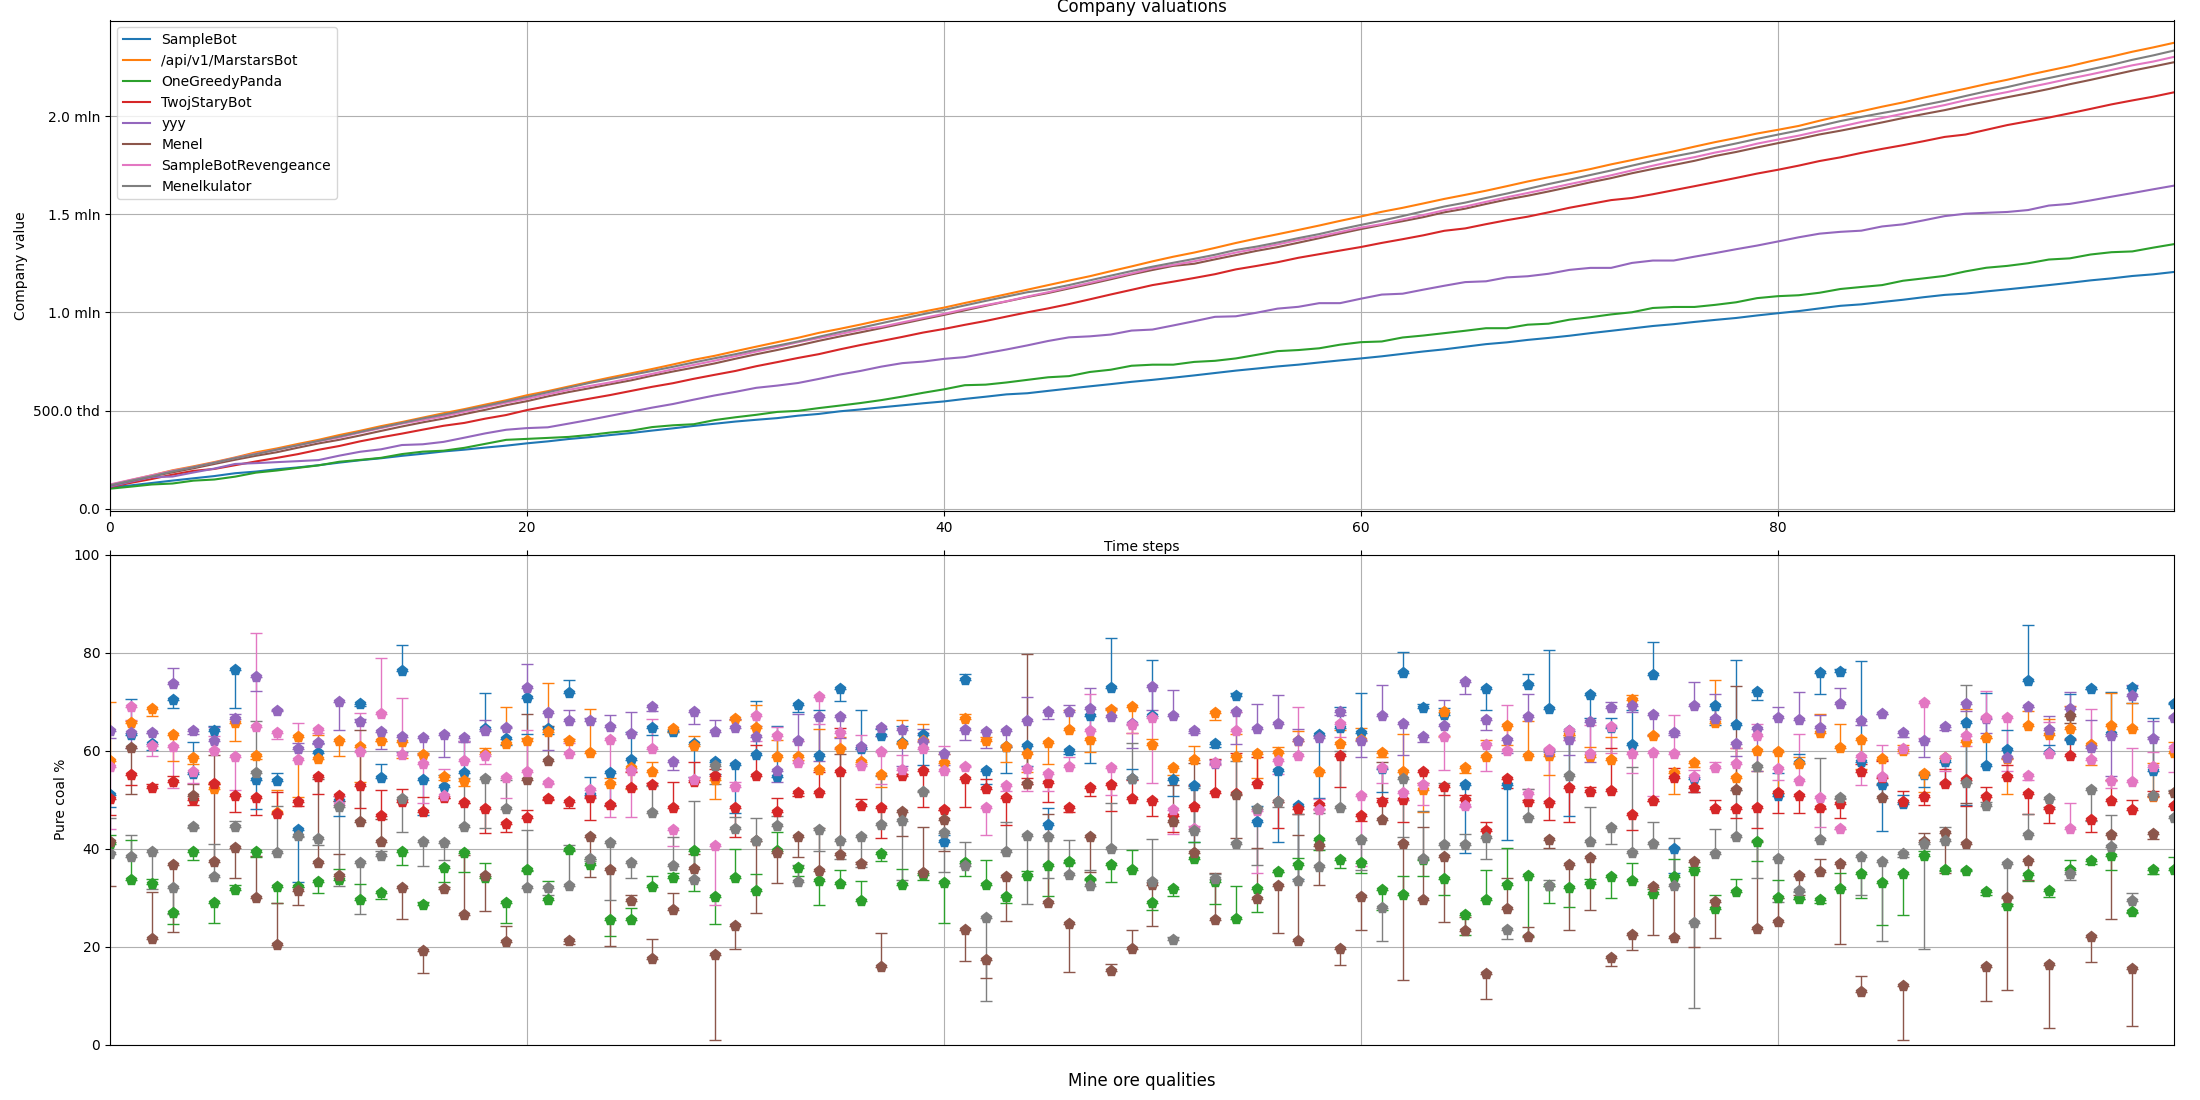 Company valuations
SampleBot
/api/v1/MarstarsBot
OneGreedyPanda
TwojStaryBot
yyy
Menel
SampleBotRevengeance
Menelkulator
Company value
2.0 mln
1.5 mln
1.0 mln
500.0 thd
0.0
0 20 40 60 80
Time steps
Pure coal %
100
80
60
40
20
0
Mine ore qualities